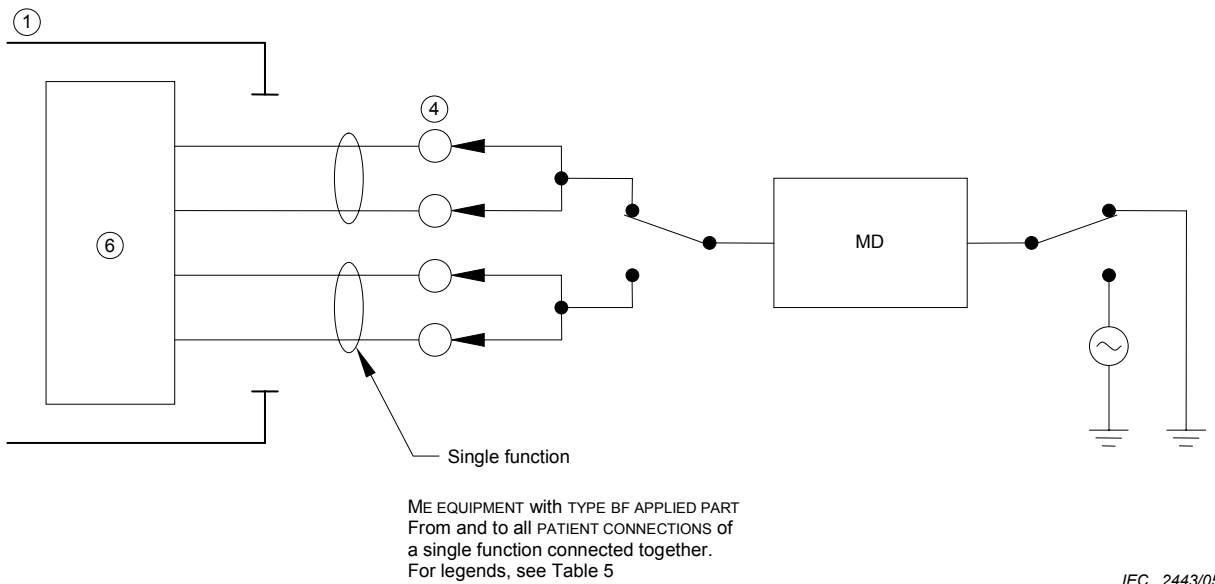 1
4
6
MD
Single function
ME EQUIPMENT with TYPE BF APPLIED PART
From and to all PATIENT CONNECTIONS of
a single function connected together.
For legends, see Table 5